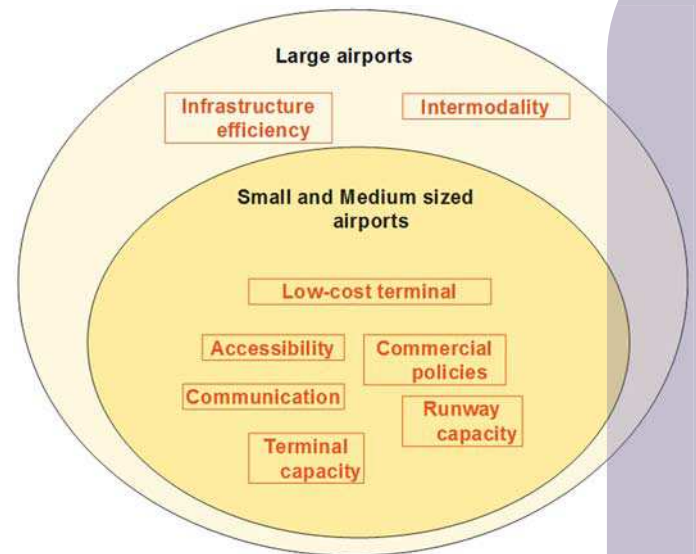 Large airports
Infrastructure
efficiency
Intermodality
Small and Medium sized
airports
Low-cost terminal
Accessibility
Commercial
policies
Communication
Runway
capacity
Terminal
capacity